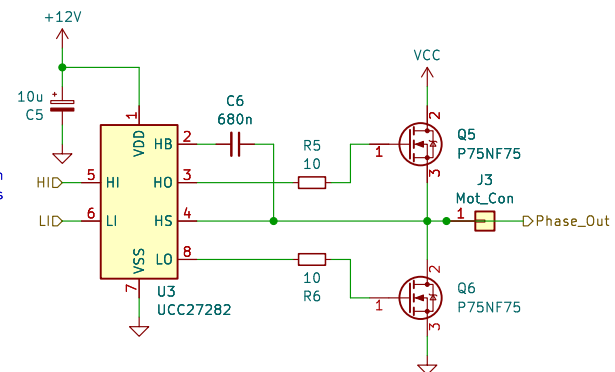 +12V
10u
C5
1
VDD
HB
2
C6
680n
HI
5
HI
HO
3
R5
10
LI
6
LI
HS
4
VSS
LO
8
10
R6
7
U3
UCC27282
VCC
2
1
3
Q5
P75NF75
J3
Mot_Con
1
Phase_Out
2
1
3
Q6
P75NF75
n
s